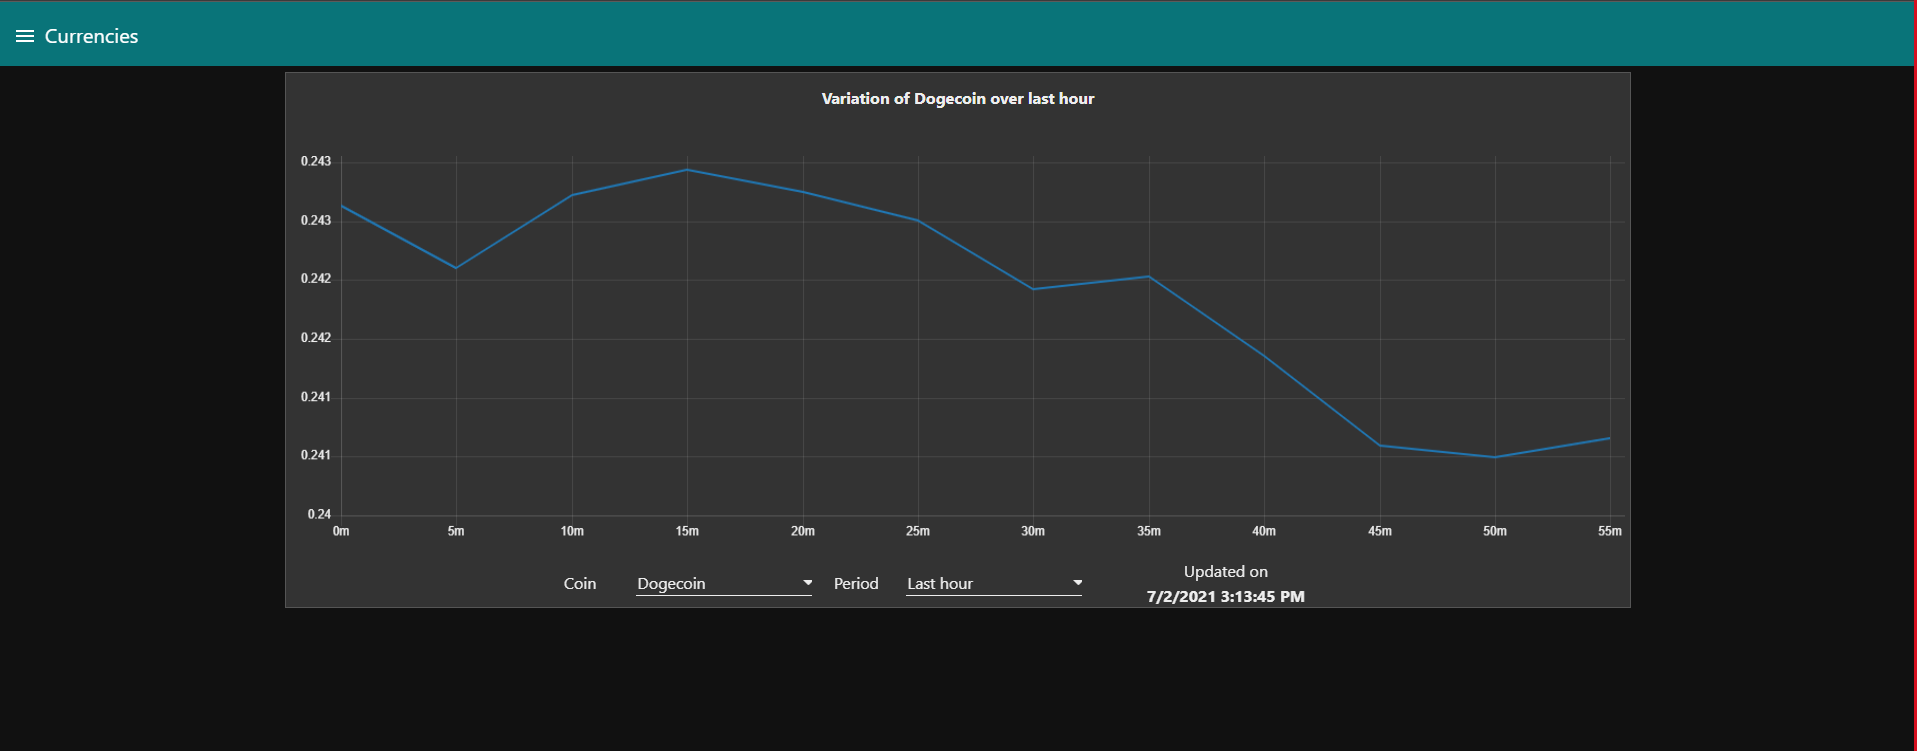 Currencies
Variation of Dogecoin over last hour
0.243
0.243
0.242
0.242
0.241
0.241
0.24
0m 5m 10m 15m 20m 25m 30m 35m 40m 45m 50m 55m
Coin Dogecoin Period Last hour
Updated on
7/2/2021 3:13:45 PM